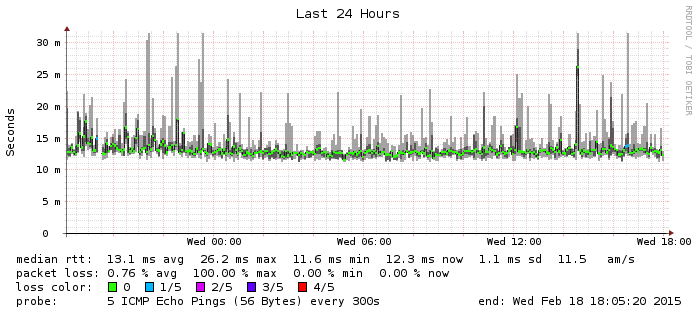 Last 24 Hours
RRDTOOL / TOBI OETIKER
Seconds
30 m
25 m
20 m
15 m
10 m
5 m
0
Wed 00:00 Wed 06:00 Wed 12:00 Wed 18:00
median rtt: 13.1 ms avg 26.2 ms max 11.6 ms min 12.3 ms now 1.1 ms sd 11.5 am/s
packet loss: 0.76 % avg 100.00 % max 0.00 % min 0.00 % now
loss color: 0 1/5 2/5 3/5 4/5
probe: 5 ICMP Echo Pings (56 Bytes) every 300s end: Wed Feb 18 18:05:20 2015